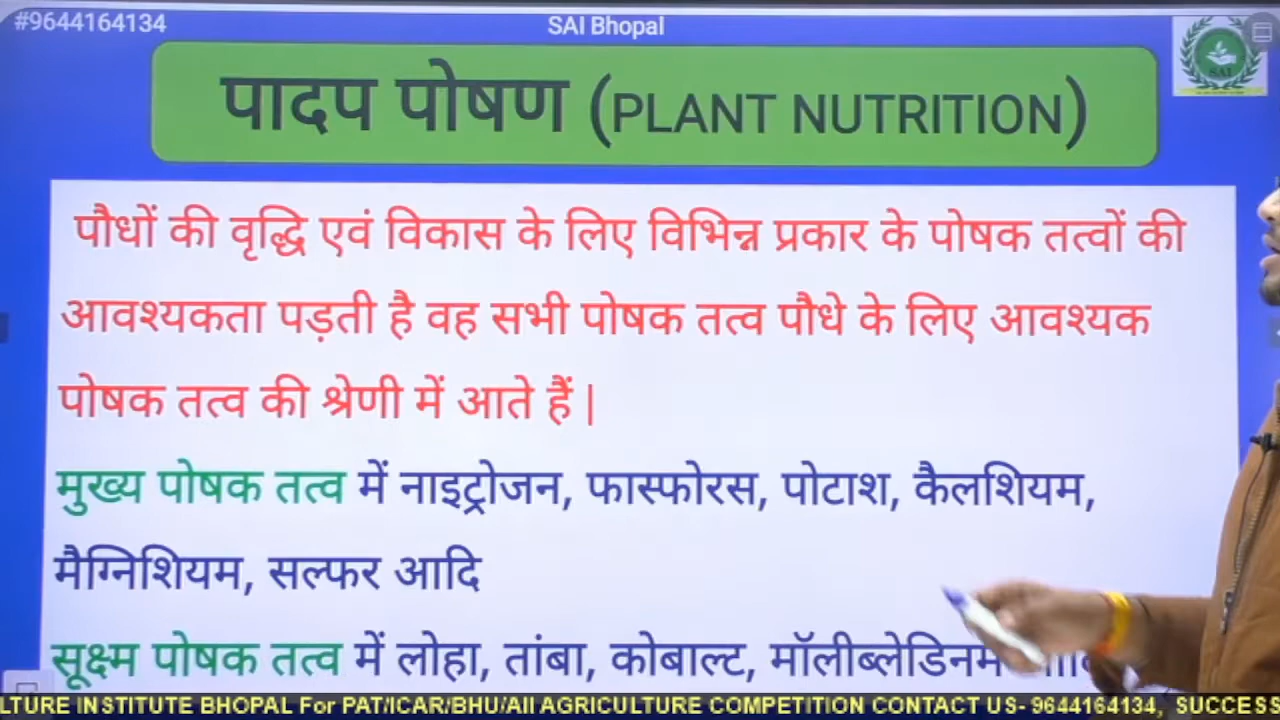 #9644164134
SAI Bhopal
SAI
पादप पोषण (PLANT NUTRITION)
पौधों की वृद्धि एवं विकास के लिए विभिन्न प्रकार के पोषक तत्वों की
आवश्यकता पड़ती है वह सभी पोषक तत्व पौधे के लिए आवश्यक
पोषक तत्व की श्रेणी में आते हैं |
मुख्य पोषक तत्व में नाइट्रोजन, फास्फोरस, पोटाश, कैलशियम,
मैग्निशियम, सल्फर आदि
सूक्ष्म पोषक तत्व में लोहा, तांबा, कोबाल्ट, मॉलीब्लेडिनम
LTURE INSTITUTE BHOPAL For PAT/ICAR/BHU/All AGRICULTURE COMPETITION CONTACT US- 9644164134, SUCCESS